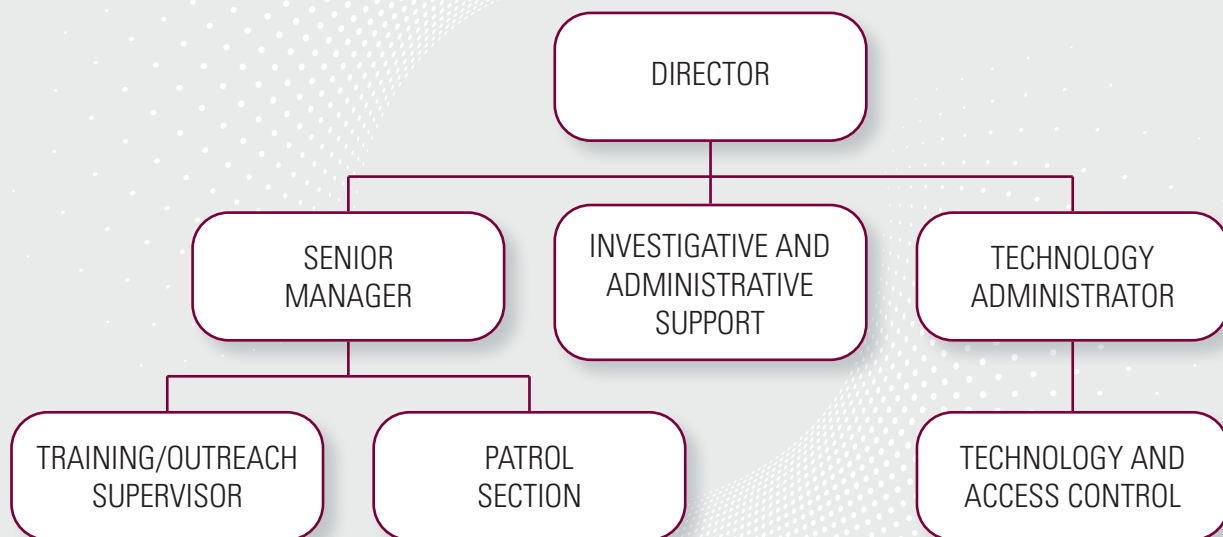 DIRECTOR
SENIOR
MANAGER
INVESTIGATIVE AND
ADMINISTRATIVE
SUPPORT
TECHNOLOGY
ADMINISTRATOR
TRAINING/OUTREACH
SUPERVISOR
PATROL
SECTION
TECHNOLOGY AND
ACCESS CONTROL